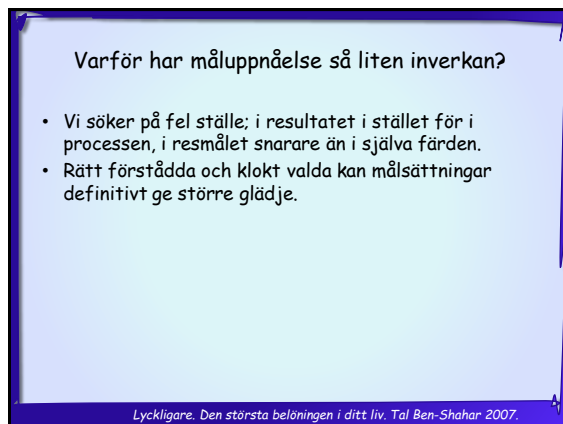 Varför har måluppnåelse så liten inverkan?
• Vi söker på fel ställe; i resultatet i stället för i
processen, i resmålet snarare än i själva färden.
• Rätt förstådda och klokt valda kan målsättningar
definitivt ge större glädje.
Lyckligare. Den största belöningen i ditt liv. Tal Ben-Shahar 2007.